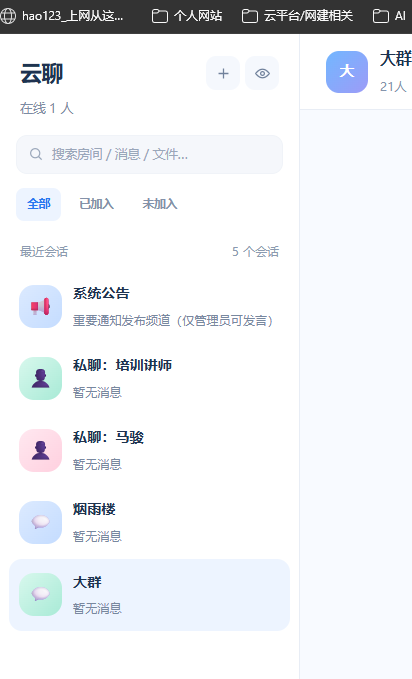 hao123_上网从这...
个人网站
云平台/网建相关
AI
云聊
在线 1 人
搜索房间 / 消息 / 文件...
全部
已加入
未加入
最近会话
5 个会话
系统公告
重要通知发布频道（仅管理员可发言）
私聊：培训讲师
暂无消息
私聊：马骏
暂无消息
烟雨楼
暂无消息
大群
暂无消息
大
大群
21人